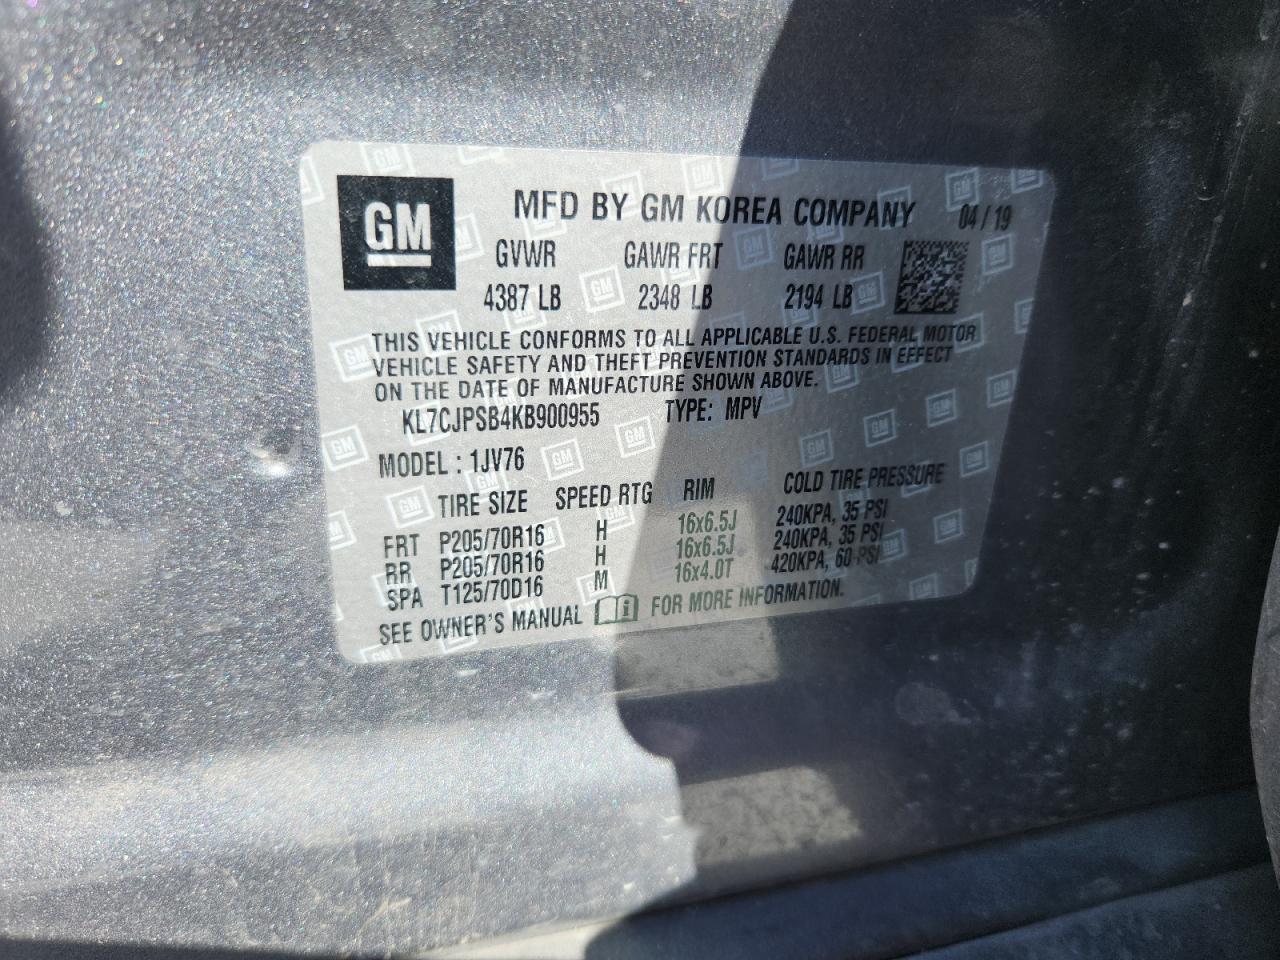 GM
MFD BY GM KOREA COMPANY 04 / 19
GVWR GAWR FRT GAWR RR
4387 LB 2348 LB 2194 LB
THIS VEHICLE CONFORMS TO ALL APPLICABLE U.S. FEDERAL MOTOR
VEHICLE SAFETY AND THEFT PREVENTION STANDARDS IN EFFECT
ON THE DATE OF MANUFACTURE SHOWN ABOVE.
KL7CJPSB4KB900955 TYPE: MPV
MODEL : 1JV76
TIRE SIZE SPEED RTG RIM COLD TIRE PRESSURE
FRT P205/70R16 H 16x6.5J 240KPA, 35 PSI
RR P205/70R16 H 16x6.5J 240KPA, 35 PSI
SPA T125/70D16 M 16x4.0T 420KPA, 60 PSI
SEE OWNER'S MANUAL i FOR MORE INFORMATION.